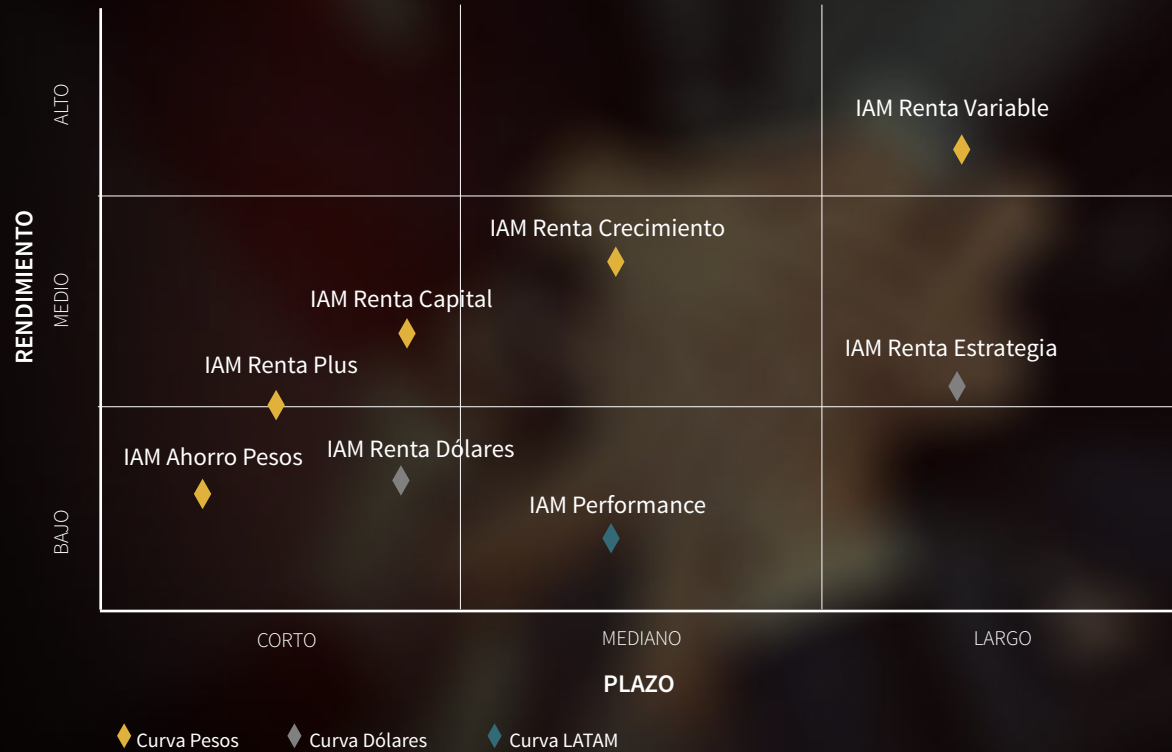 ALTO
IAM Renta Variable
RENDIMIENTO
IAM Renta Crecimiento
MEDIO
IAM Renta Capital
IAM Renta Estrategia
IAM Renta Plus
IAM Ahorro Pesos
IAM Renta Dólares
BAJO
IAM Performance
CORTO
MEDIANO
LARGO
PLAZO
Curva Pesos
Curva Dólares
Curva LATAM